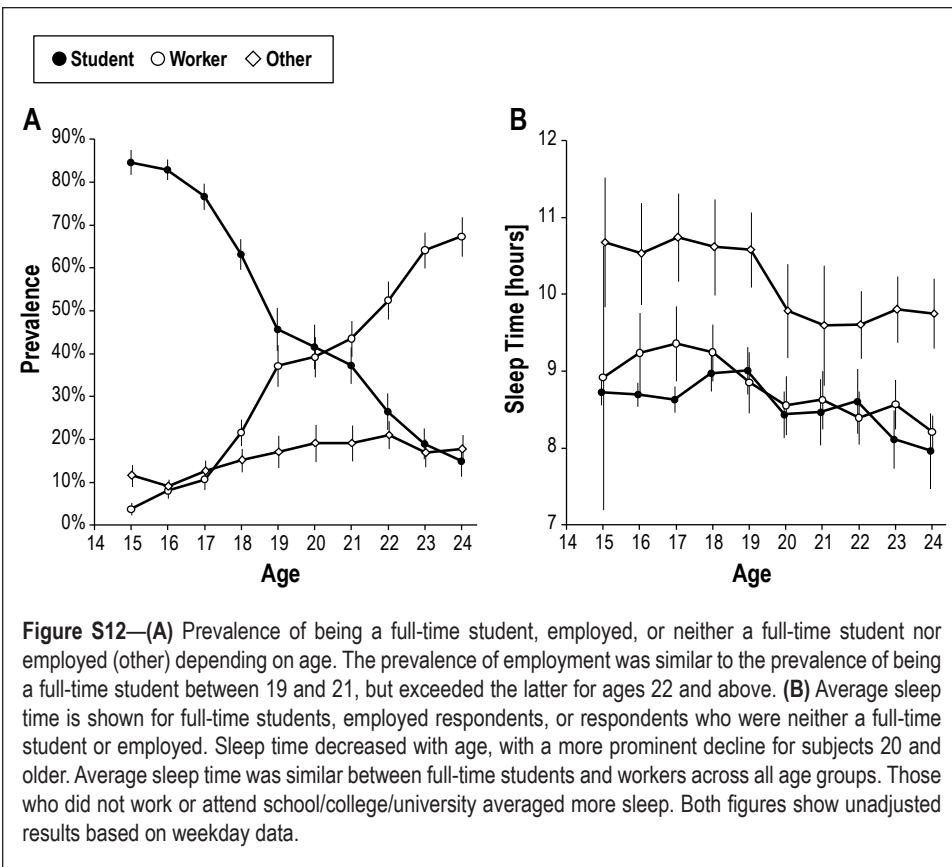 Student Worker Other
A
90%
80%
70%
60%
50%
40%
30%
20%
10%
0%
Prevalence
14 15 16 17 18 19 20 21 22 23 24
Age
B
12
11
10
9
8
7
Sleep Time [hours]
14 15 16 17 18 19 20 21 22 23 24
Age
Figure S12—(A) Prevalence of being a full-time student, employed, or neither a full-time student nor
employed (other) depending on age. The prevalence of employment was similar to the prevalence of being
a full-time student between 19 and 21, but exceeded the latter for ages 22 and above. (B) Average sleep
time is shown for full-time students, employed respondents, or respondents who were neither a full-time
student or employed. Sleep time decreased with age, with a more prominent decline for subjects 20 and
older. Average sleep time was similar between full-time students and workers across all age groups. Those
who did not work or attend school/college/university averaged more sleep. Both figures show unadjusted
results based on weekday data.